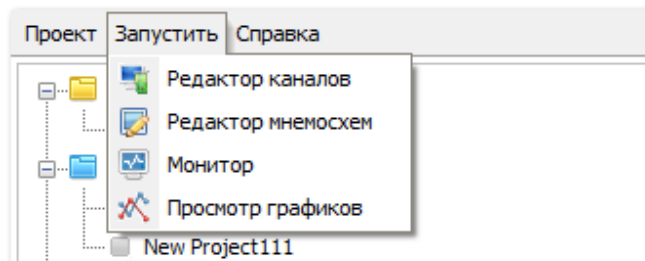 Проект Запустить Справка
Редактор каналов
Редактор мнемосхем
Монитор
Просмотр графиков
New Project111